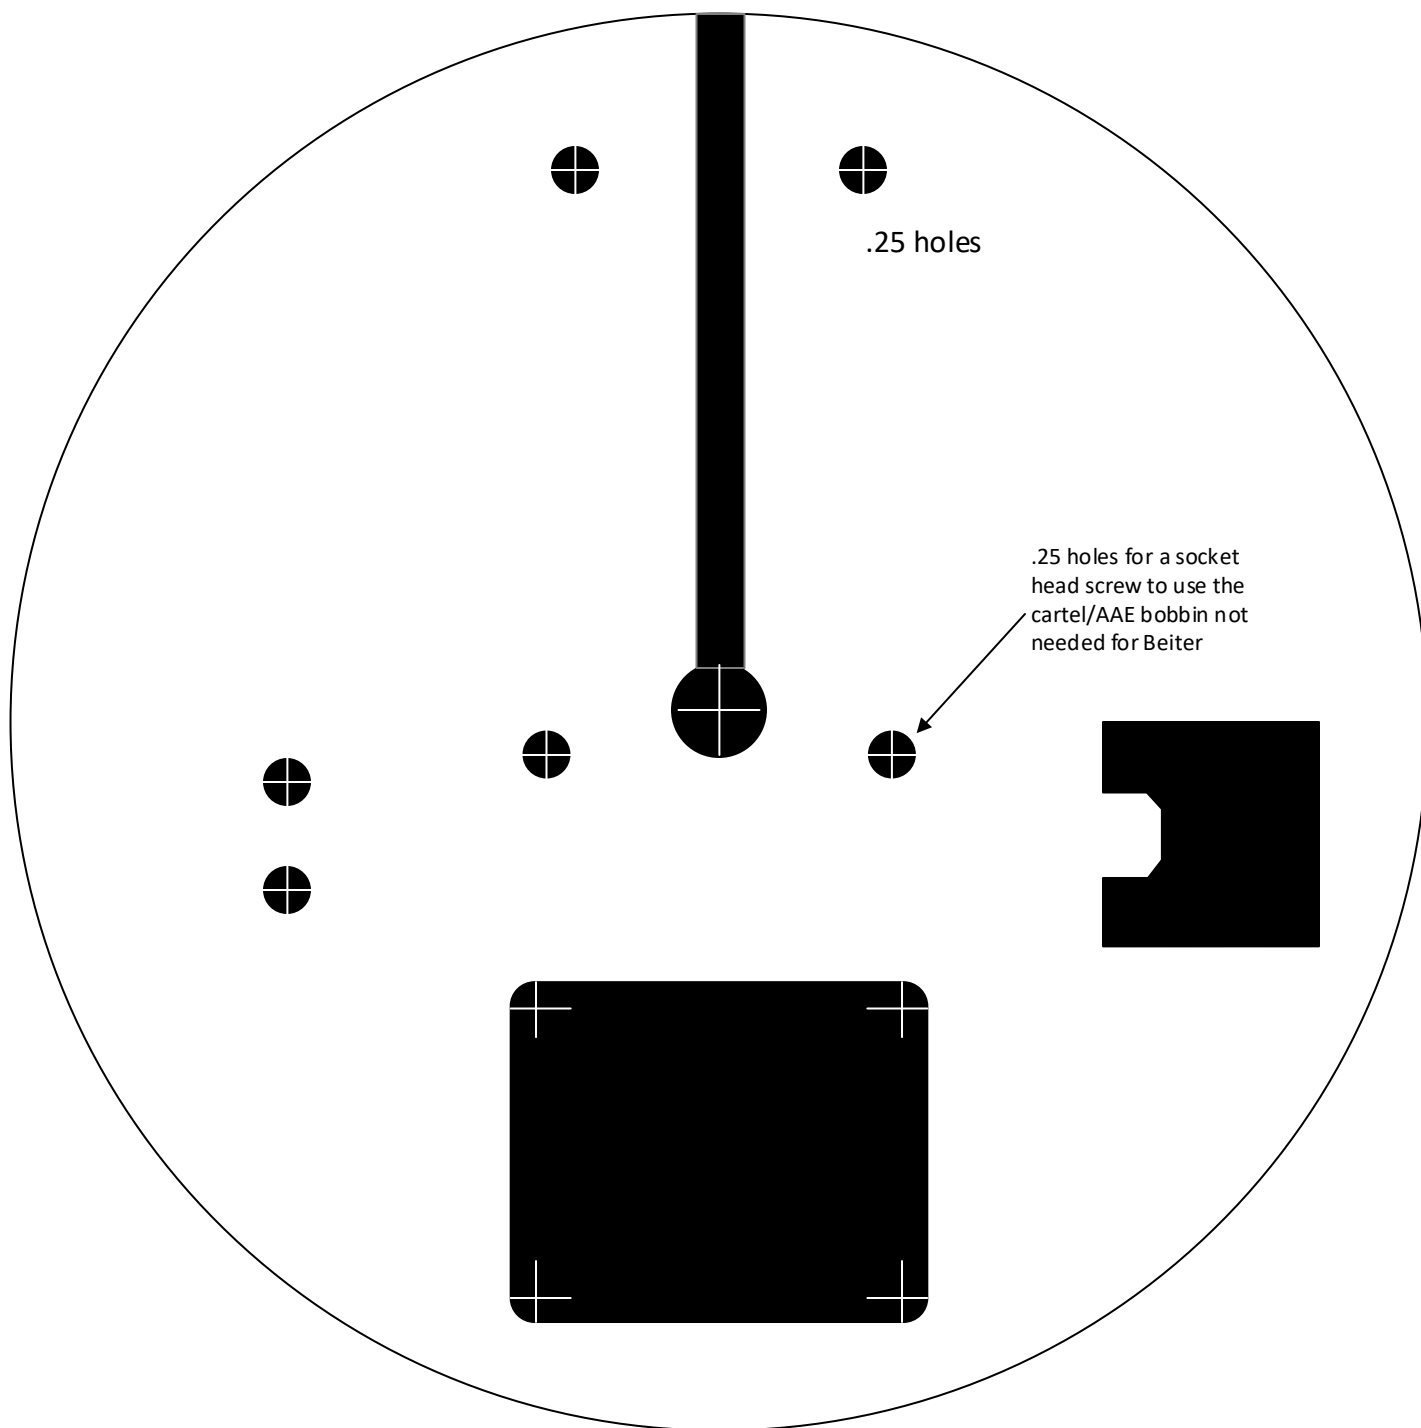 .25 holes
.25 holes for a socket
head screw to use the
cartel/AAE bobbin not
needed for Beiter